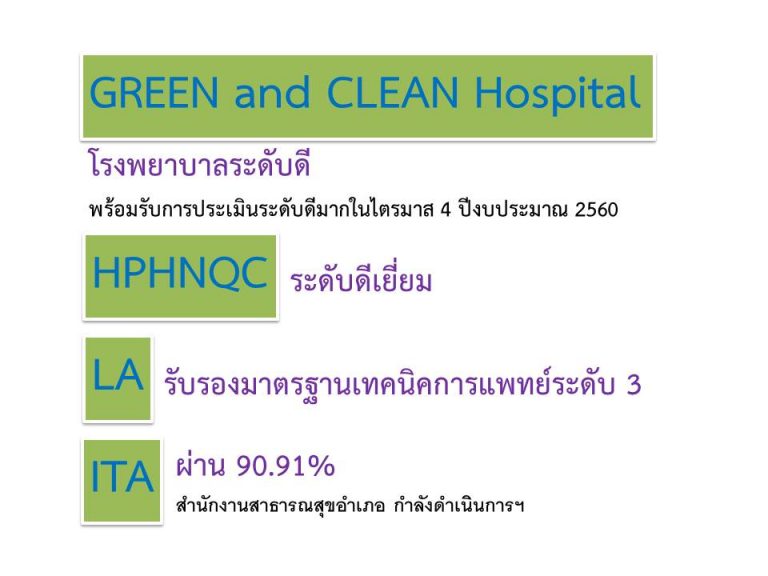 GREEN and CLEAN Hospital
โรงพยาบาลระดับดี
พร้อมรับการประเมินระดับดีมากในไตรมาส 4 ปีงบประมาณ 2560
HPHNQC ระดับดีเยี่ยม
LA รับรองมาตรฐานเทคนิคการแพทย์ระดับ 3
ITA ผ่าน 90.91%
สำนักงานสาธารณสุขอำเภอ กำลังดำเนินการฯ